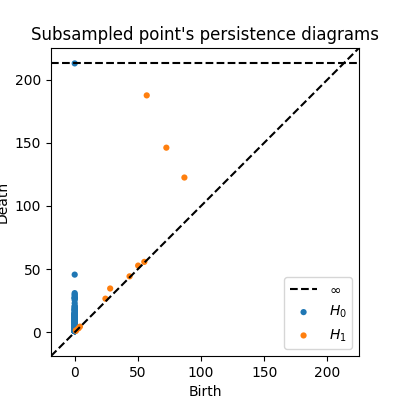 Subsampled point's persistence diagrams
200
150
100
50
0
Death
0 50 100 150 200
Birth
∞
H₀
H₁